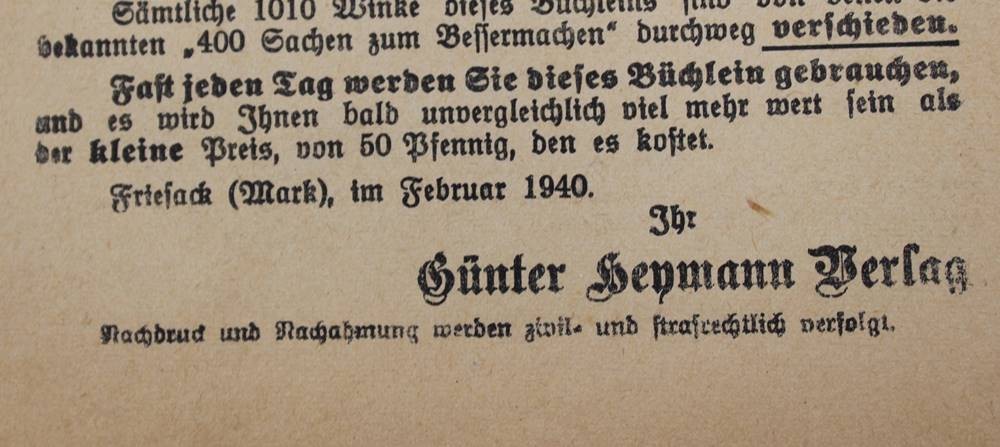 Sämtliche 1010 Winke dieses Büchleins sind von denen der
bekannten „400 Sachen zum Bessermachen“ durchweg verschieden.
Fast jeden Tag werden Sie dieses Büchlein gebrauchen,
und es wird Ihnen bald unvergleichlich viel mehr wert sein als
der kleine Preis, von 50 Pfennig, den es kostet.
Friesack (Mark), im Februar 1940.
Ihr
Günter Heymann Verlag
Nachdruck und Nachahmung werden zivil- und strafrechtlich verfolgt.